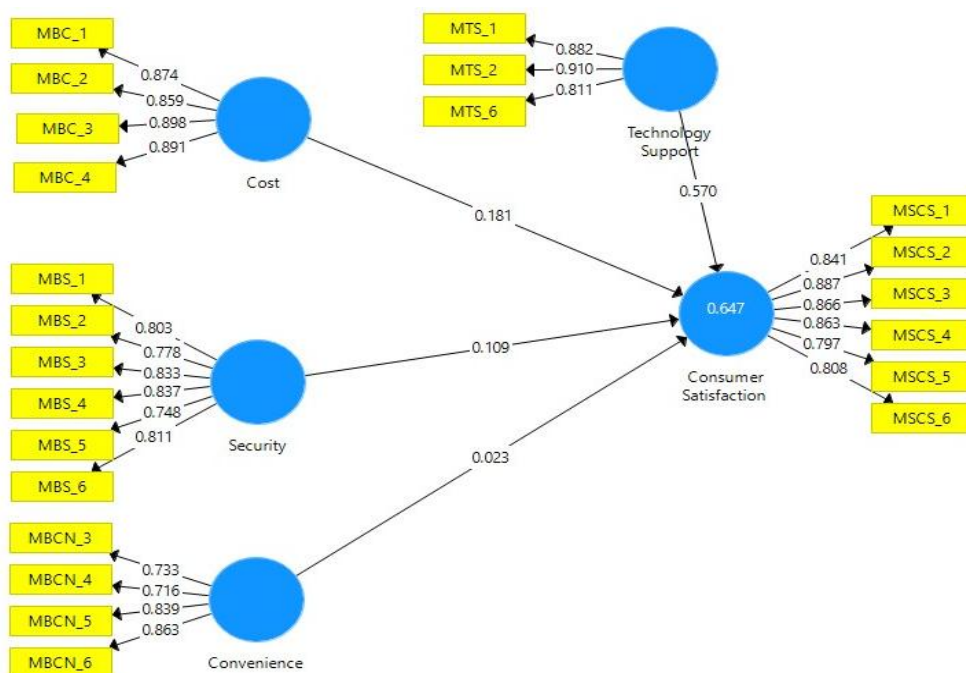 MBC_1
MBC_2
MBC_3
MBC_4
0.874
0.859
0.898
0.891
Cost
MTS_1
MTS_2
MTS_6
0.882
0.910
0.811
Technology
Support
0.181
0.570
MBS_1
MBS_2
MBS_3
MBS_4
MBS_5
MBS_6
0.803
0.778
0.833
0.837
0.748
0.811
Security
0.109
0.647
Consumer
Satisfaction
0.841
0.887
0.866
0.863
0.797
0.808
MSCS_1
MSCS_2
MSCS_3
MSCS_4
MSCS_5
MSCS_6
0.023
MBCN_3
MBCN_4
MBCN_5
MBCN_6
0.733
0.716
0.839
0.863
Convenience